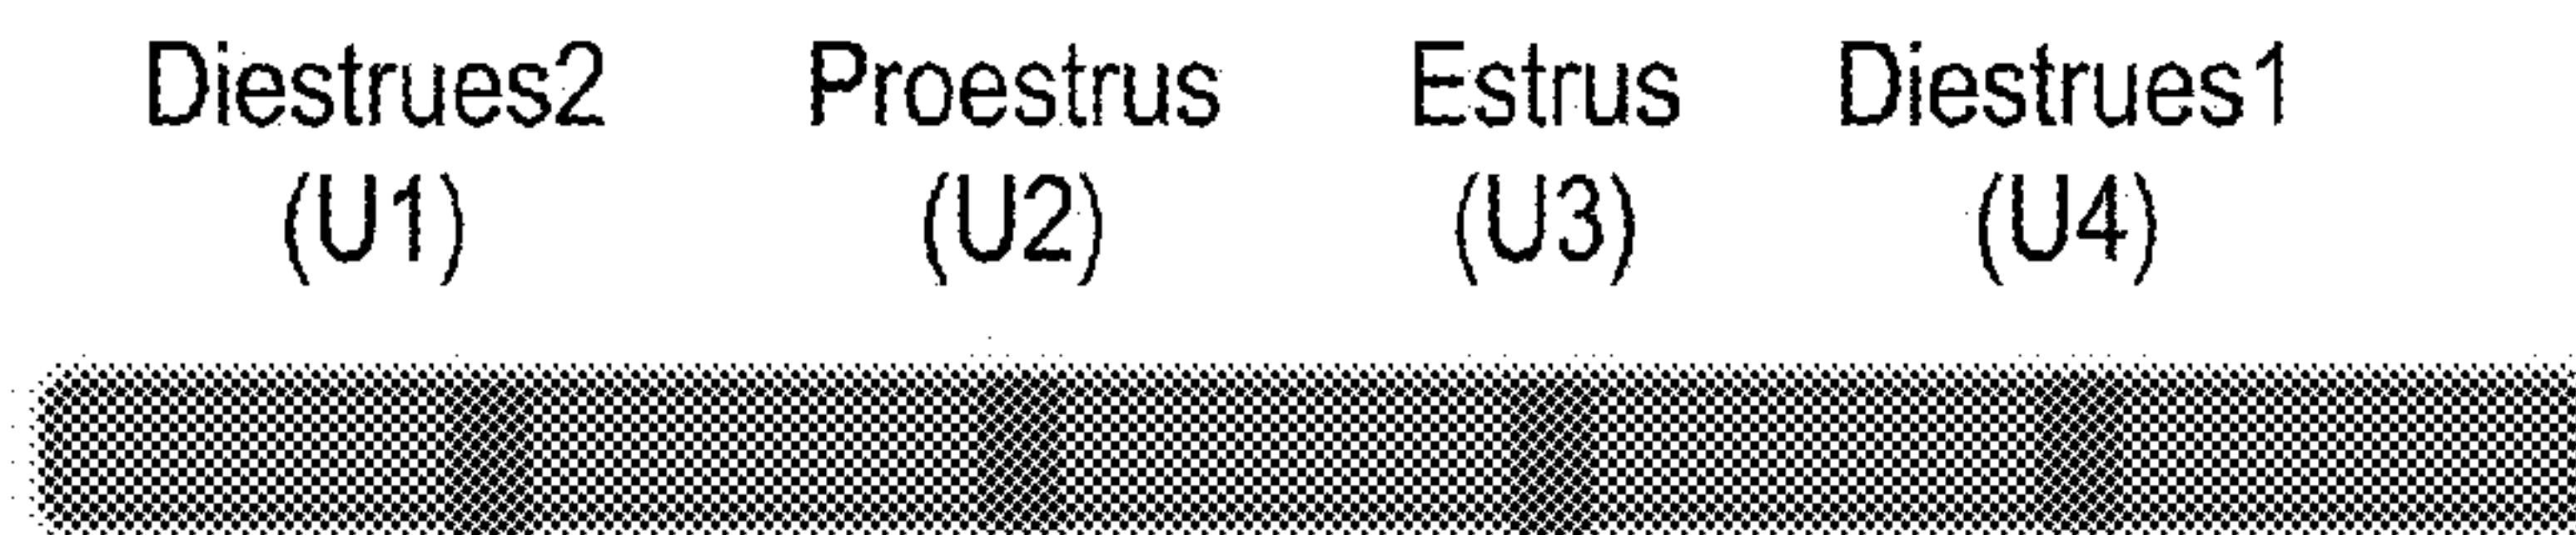 Diestrues2 Proestrus Estrus Diestrues1
(U1) (U2) (U3) (U4)